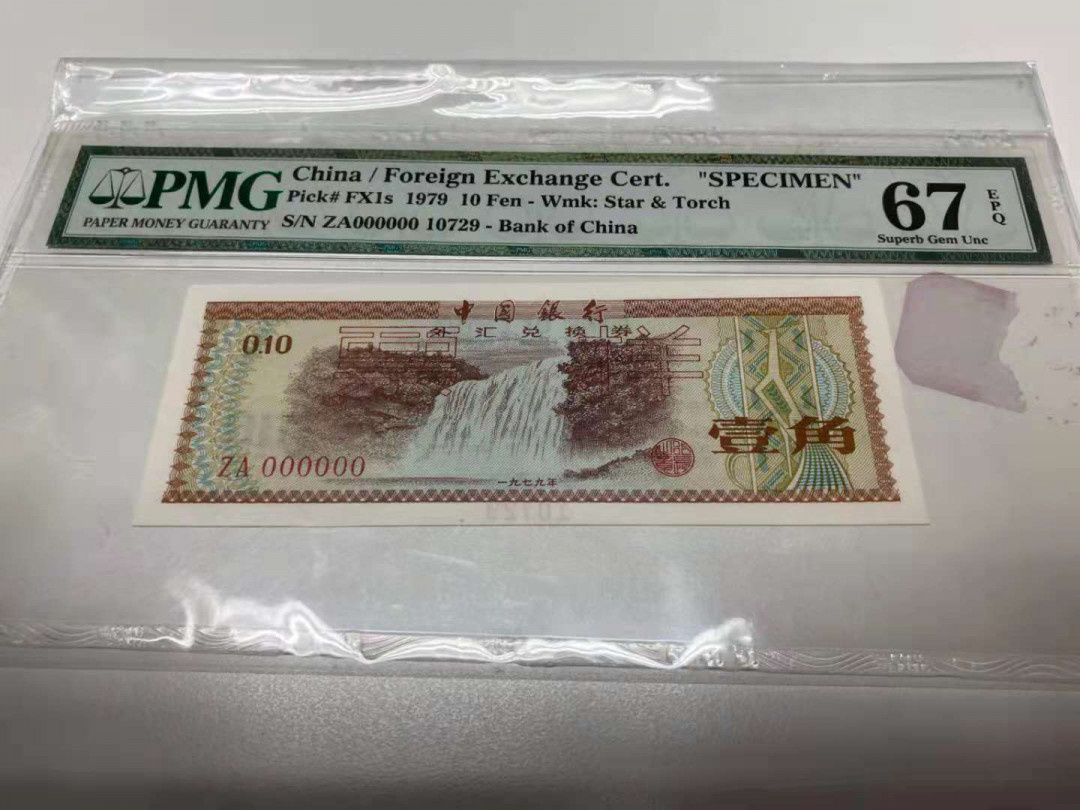 PMG
PAPER MONEY GUARANTY
China / Foreign Exchange Cert. "SPECIMEN"
Pick# FX1s 1979 10 Fen - Wmk: Star & Torch
S/N ZA000000 10729 - Bank of China
67
EPQ
Superb Gem Unc
中国銀行
外汇兑换券
0.10
票样
壹角
ZA 000000
一九七九年